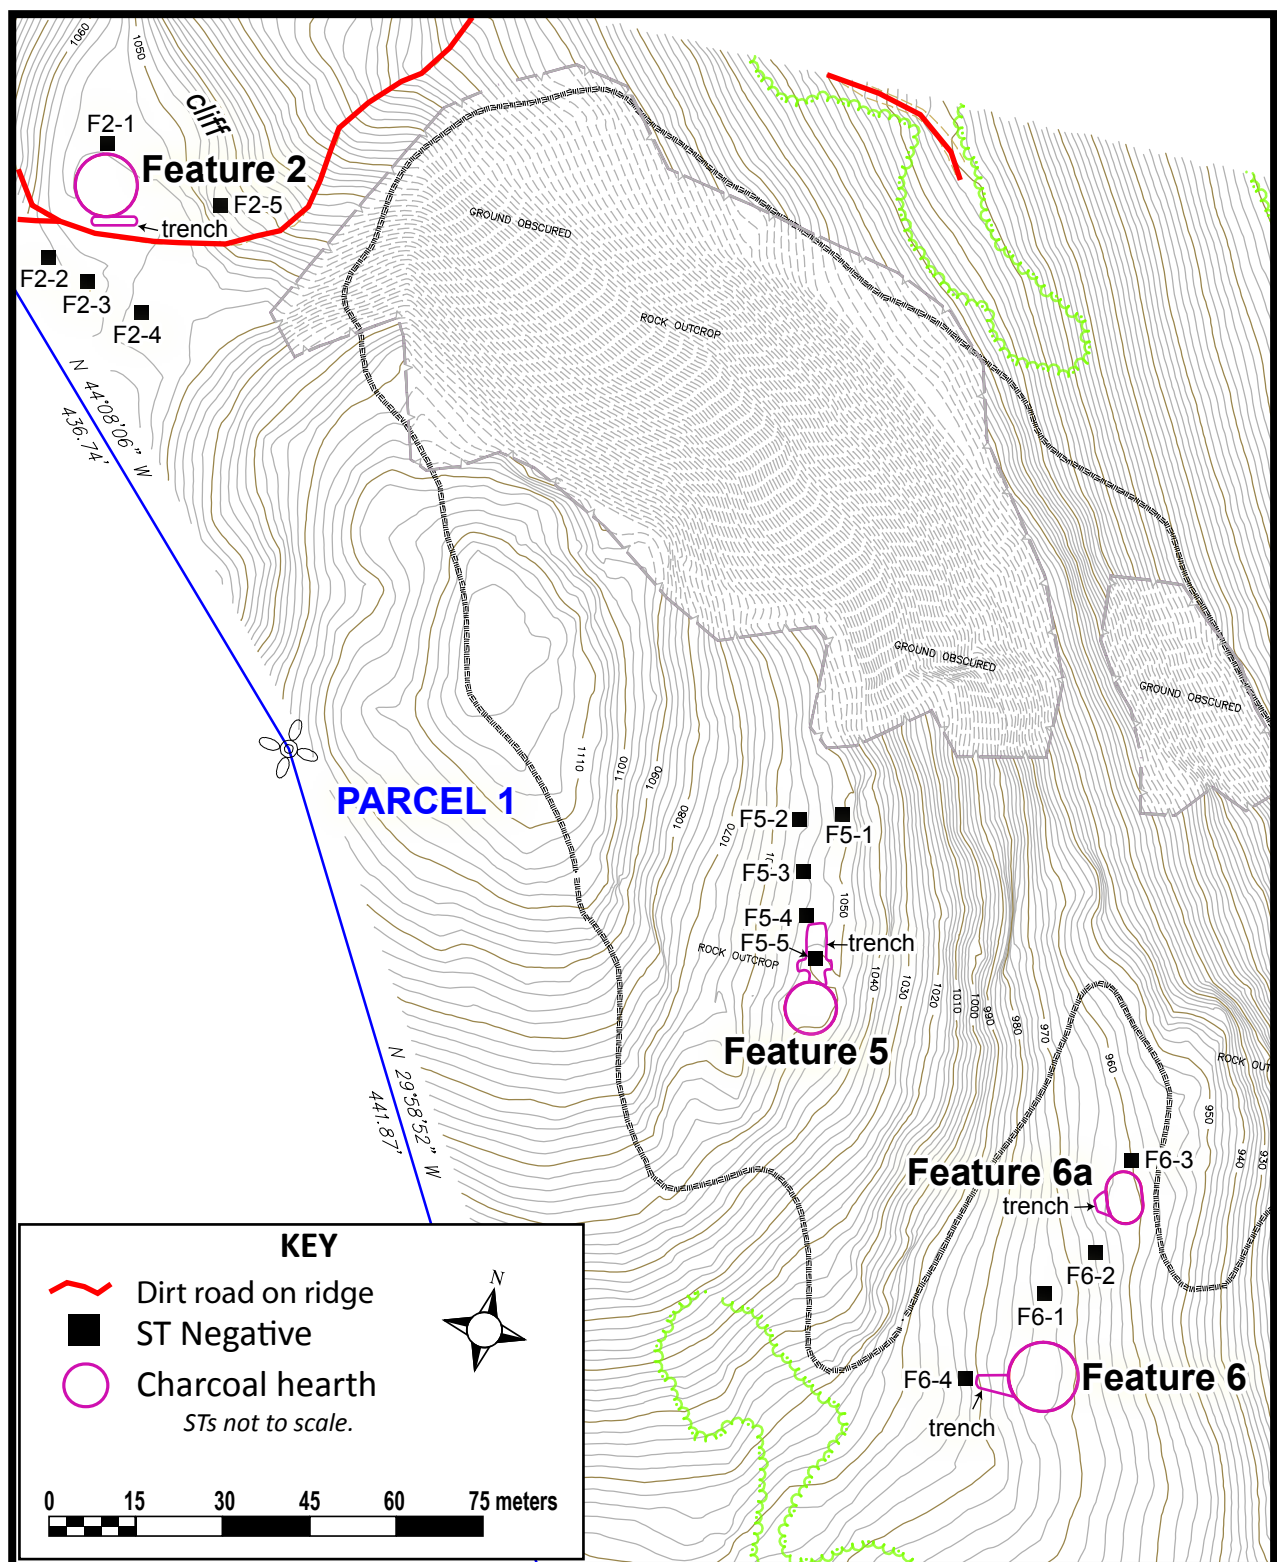 1060
1050
cliff
F2-1
Feature 2
F2-5
trench
F2-2
F2-3
F2-4
GROUND OBSCURED
ROCK OUTCROP
N 44°08'06" W
436.74'
GROUND OBSCURED
GROUND OBSCURED
PARCEL 1
1110
1100
1090
1080
1070
F5-2
F5-1
F5-3
F5-4
1050
F5-5
trench
ROCK OUTCROP
1040
1030
1020
1010
1000
990
980
970
960
950
940
930
Feature 5
ROCK OUT
N 29°58'52" W
441.87'
Feature 6a
F6-3
trench
F6-2
F6-1
F6-4
Feature 6
trench
KEY
Dirt road on ridge
ST Negative
Charcoal hearth
STs not to scale.
N
0 15 30 45 60 75 meters